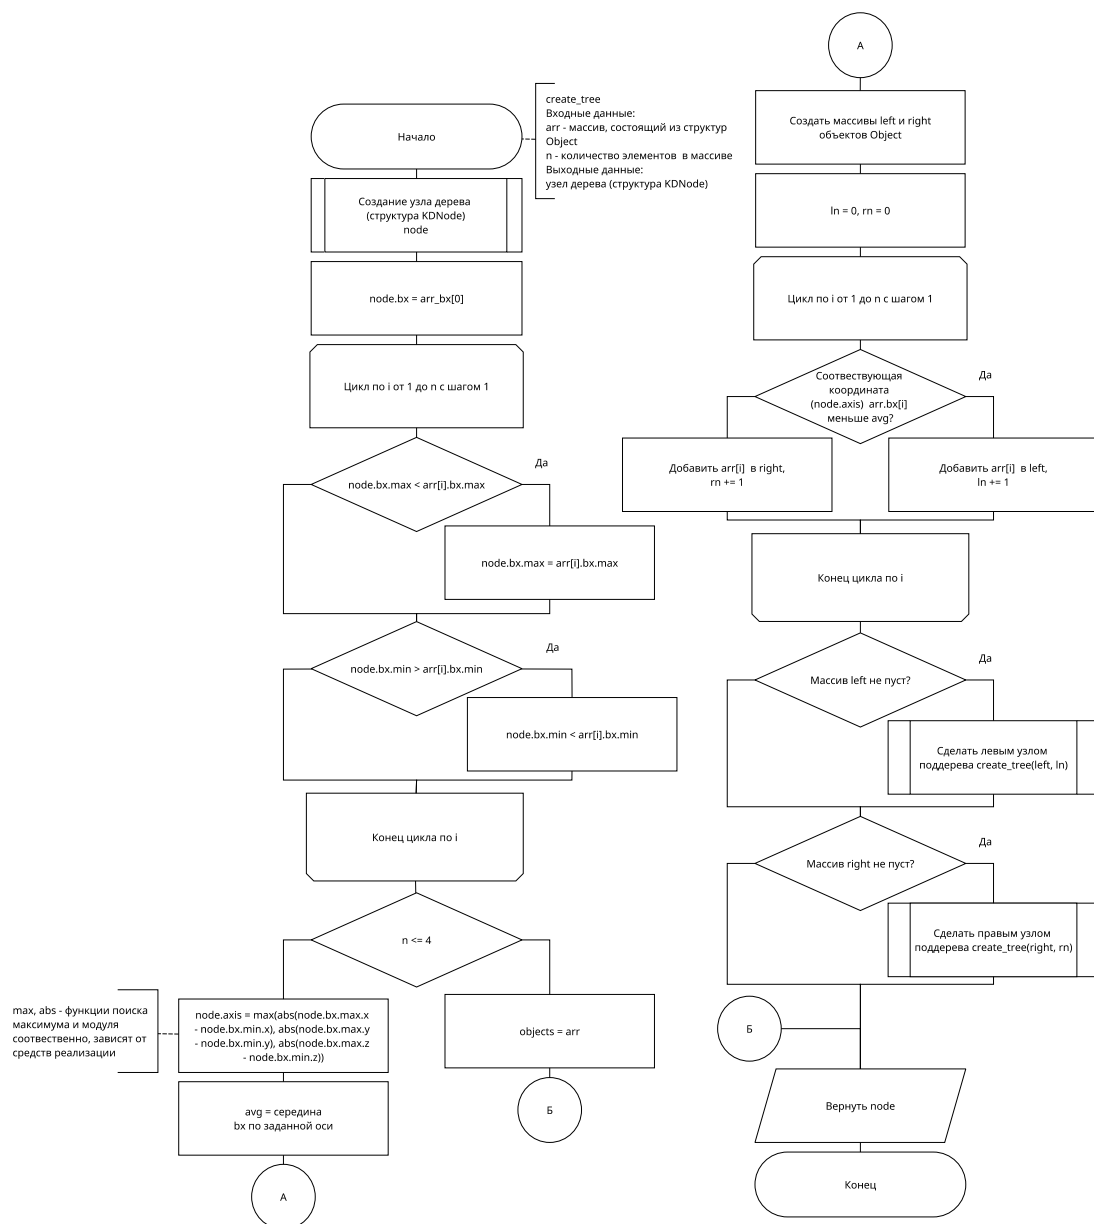 Начало
create_tree
Входные данные:
arr - массив, состоящий из структур
Object
n - количество элементов  в массиве
Выходные данные:
узел дерева (структура KDNode)
Создание узла дерева
(структура KDNode)
node
node.bx = arr_bx[0]
Цикл по i от 1 до n с шагом 1
node.bx.max < arr[i].bx.max
Да
node.bx.max = arr[i].bx.max
node.bx.min > arr[i].bx.min
Да
node.bx.min < arr[i].bx.min
Конец цикла по i
n <= 4
max, abs - функции поиска
максимума и модуля
соотвественно, зависят от
средств реализации
node.axis = max(abs(node.bx.max.x
- node.bx.min.x), abs(node.bx.max.y
- node.bx.min.y), abs(node.bx.max.z
- node.bx.min.z))
objects = arr
Б
avg = середина
bx по заданной оси
А
А
Создать массивы left и right
объектов Object
ln = 0, rn = 0
Цикл по i от 1 до n с шагом 1
Соотвествующая
координата
(node.axis)  arr.bx[i]
меньше avg?
Да
Добавить arr[i]  в right,
rn += 1
Добавить arr[i]  в left,
ln += 1
Конец цикла по i
Массив left не пуст?
Да
Сделать левым узлом
поддерева create_tree(left, ln)
Массив right не пуст?
Да
Сделать правым узлом
поддерева create_tree(right, rn)
Б
Вернуть node
Конец